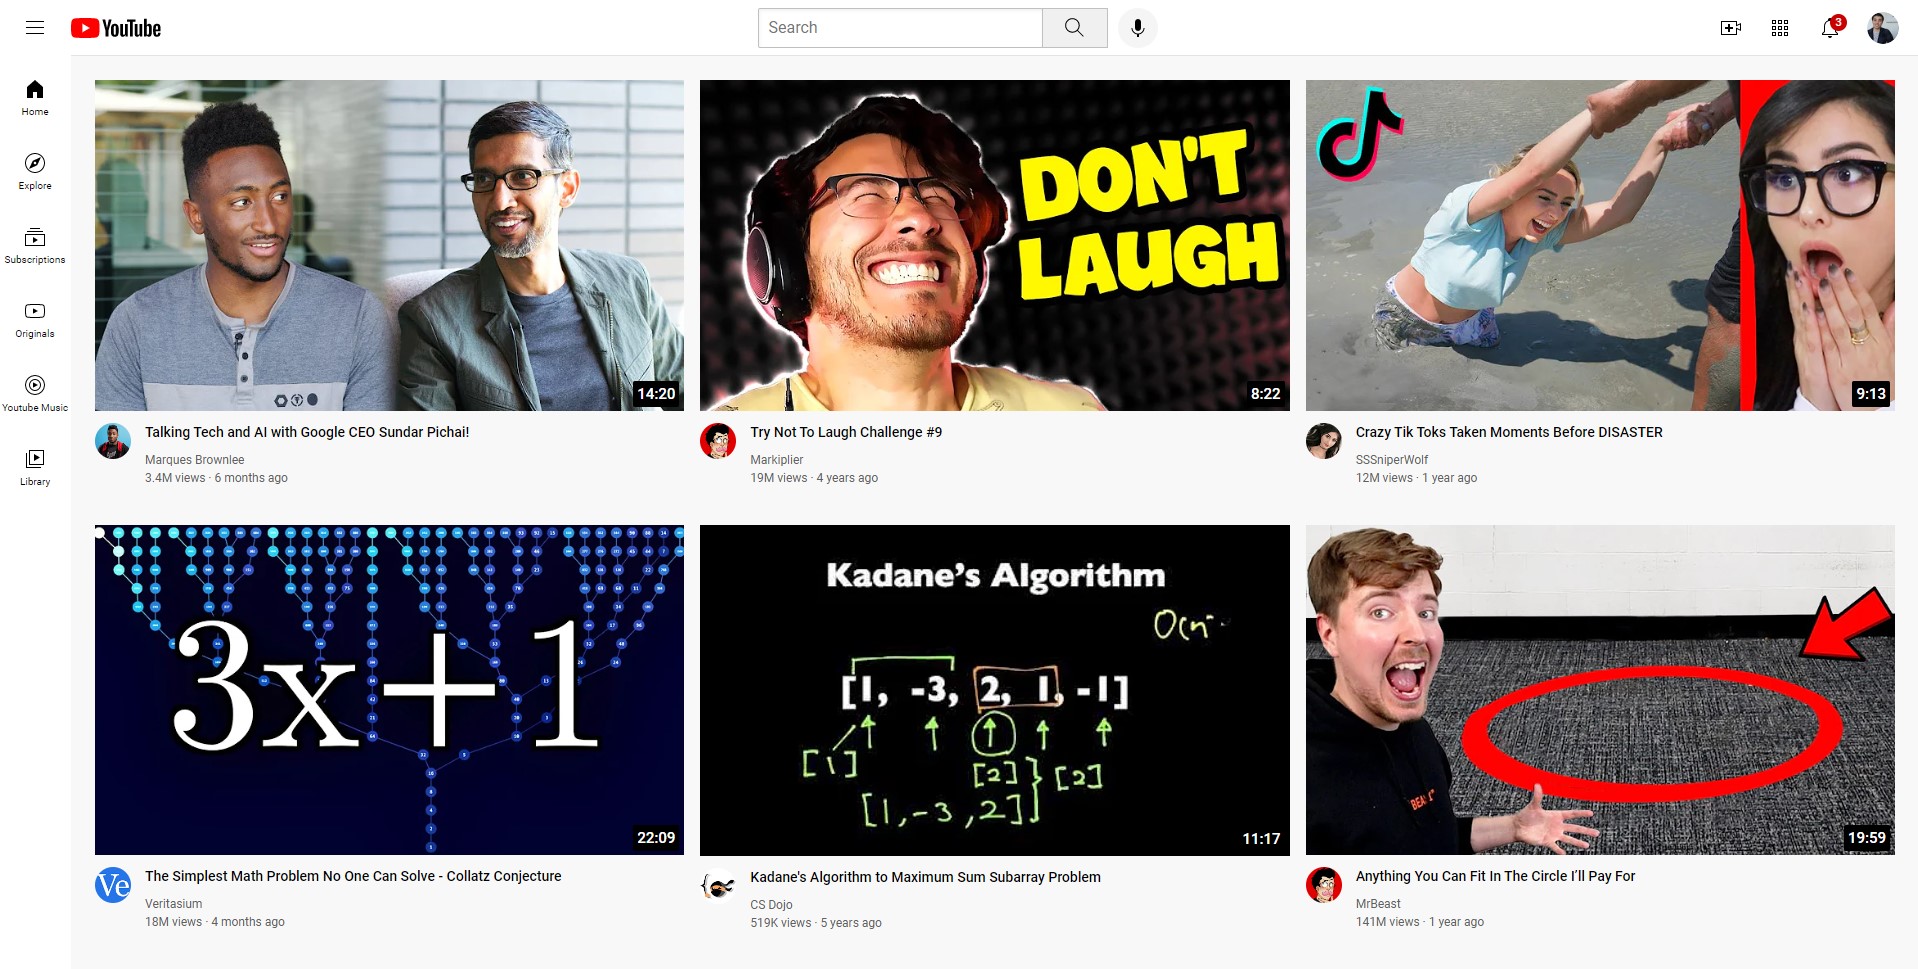 YouTube
Search
3
Home
Explore
Subscriptions
Originals
Youtube Music
Library
14:20
Talking Tech and AI with Google CEO Sundar Pichai!
Marques Brownlee
3.4M views · 6 months ago
DON'T
LAUGH
8:22
Try Not To Laugh Challenge #9
Markiplier
19M views · 4 years ago
9:13
Crazy Tik Toks Taken Moments Before DISASTER
SSSniperWolf
12M views · 1 year ago
3x+1
22:09
Ve
The Simplest Math Problem No One Can Solve - Collatz Conjecture
Veritasium
18M views · 4 months ago
Kadane's Algorithm
[1, -3, 2, 1, -1]
[1]
[2]
[2]
[1,-3,2]
11:17
Kadane's Algorithm to Maximum Sum Subarray Problem
CS Dojo
519K views · 5 years ago
19:59
Anything You Can Fit In The Circle I’ll Pay For
MrBeast
141M views · 1 year ago